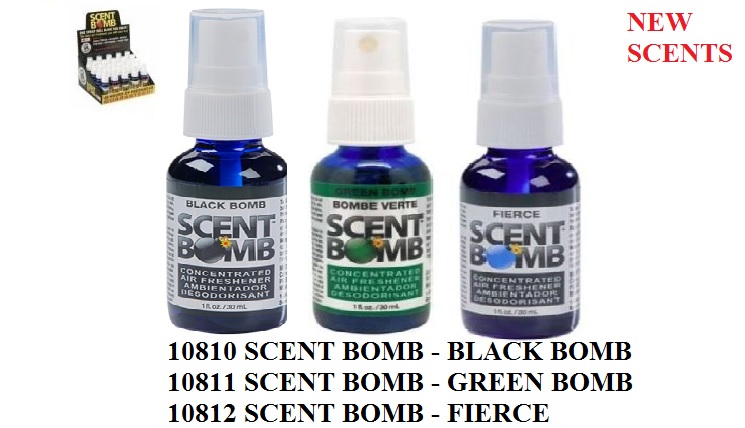 SCENT
BOMB
NEW
SCENTS
BLACK BOMB
SCENT
BOMB
CONCENTRATED
AIR FRESHENER
AMBIENTADOR
DESODORISANT
1 fl. oz. / 30 mL
GREEN BOMB
BOMBE VERTE
SCENT
BOMB
CONCENTRATED
AIR FRESHENER
AMBIENTADOR
DESODORISANT
1 fl. oz. / 30 mL
FIERCE
SCENT
BOMB
CONCENTRATED
AIR FRESHENER
AMBIENTADOR
DESODORISANT
1 fl. oz. / 30 mL
10810 SCENT BOMB - BLACK BOMB
10811 SCENT BOMB - GREEN BOMB
10812 SCENT BOMB - FIERCE